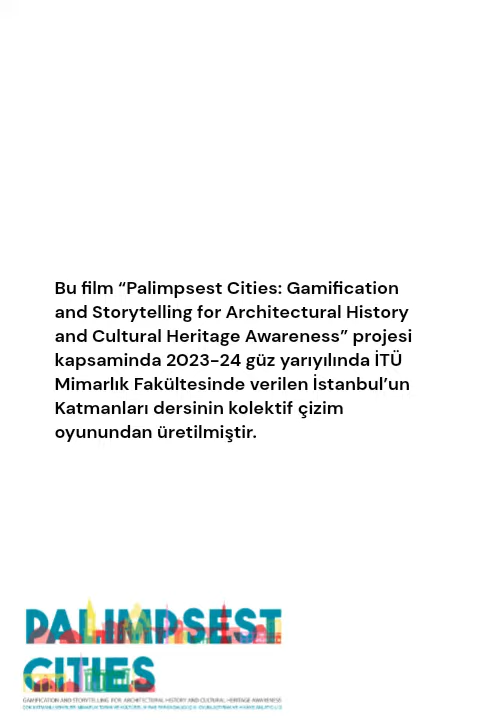 Bu film “Palimpsest Cities: Gamification
and Storytelling for Architectural History
and Cultural Heritage Awareness” projesi
kapsaminda 2023-24 güz yarıyılında İTÜ
Mimarlık Fakültesinde verilen İstanbul’un
Katmanları dersinin kolektif çizim
oyunundan üretilmiştir.
PALIMPSEST
CITIES
GAMIFICATION AND STORYTELLING FOR ARCHITECTURAL HISTORY AND CULTURAL HERITAGE AWARENESS